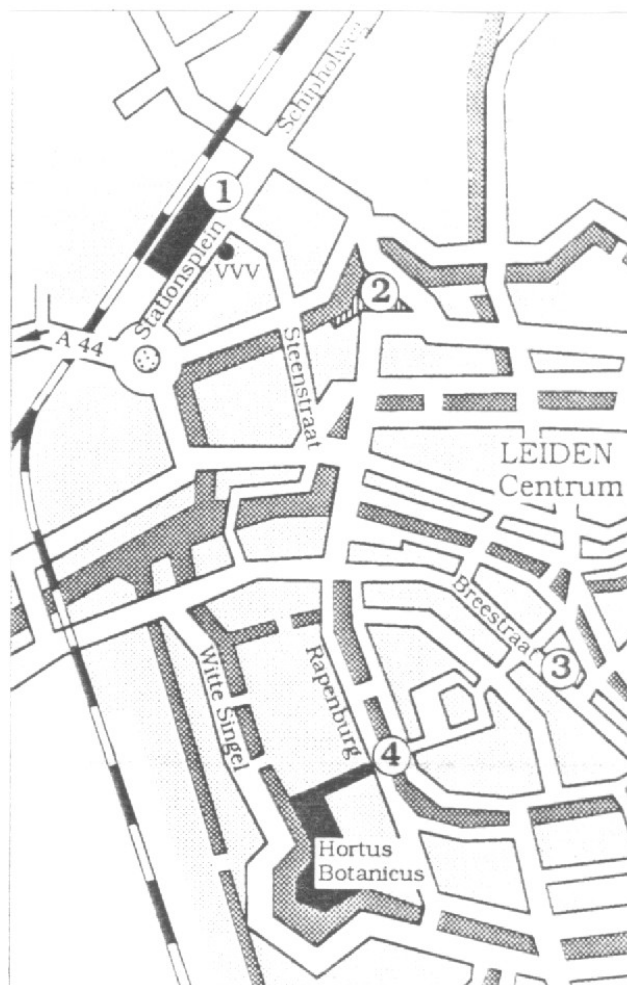 Schipholweg
1
Stationsplein
VVV
2
A 44
Steenstraat
LEIDEN
Centrum
Breestraat
3
Witte Singel
Rapenburg
4
Hortus
Botanicus